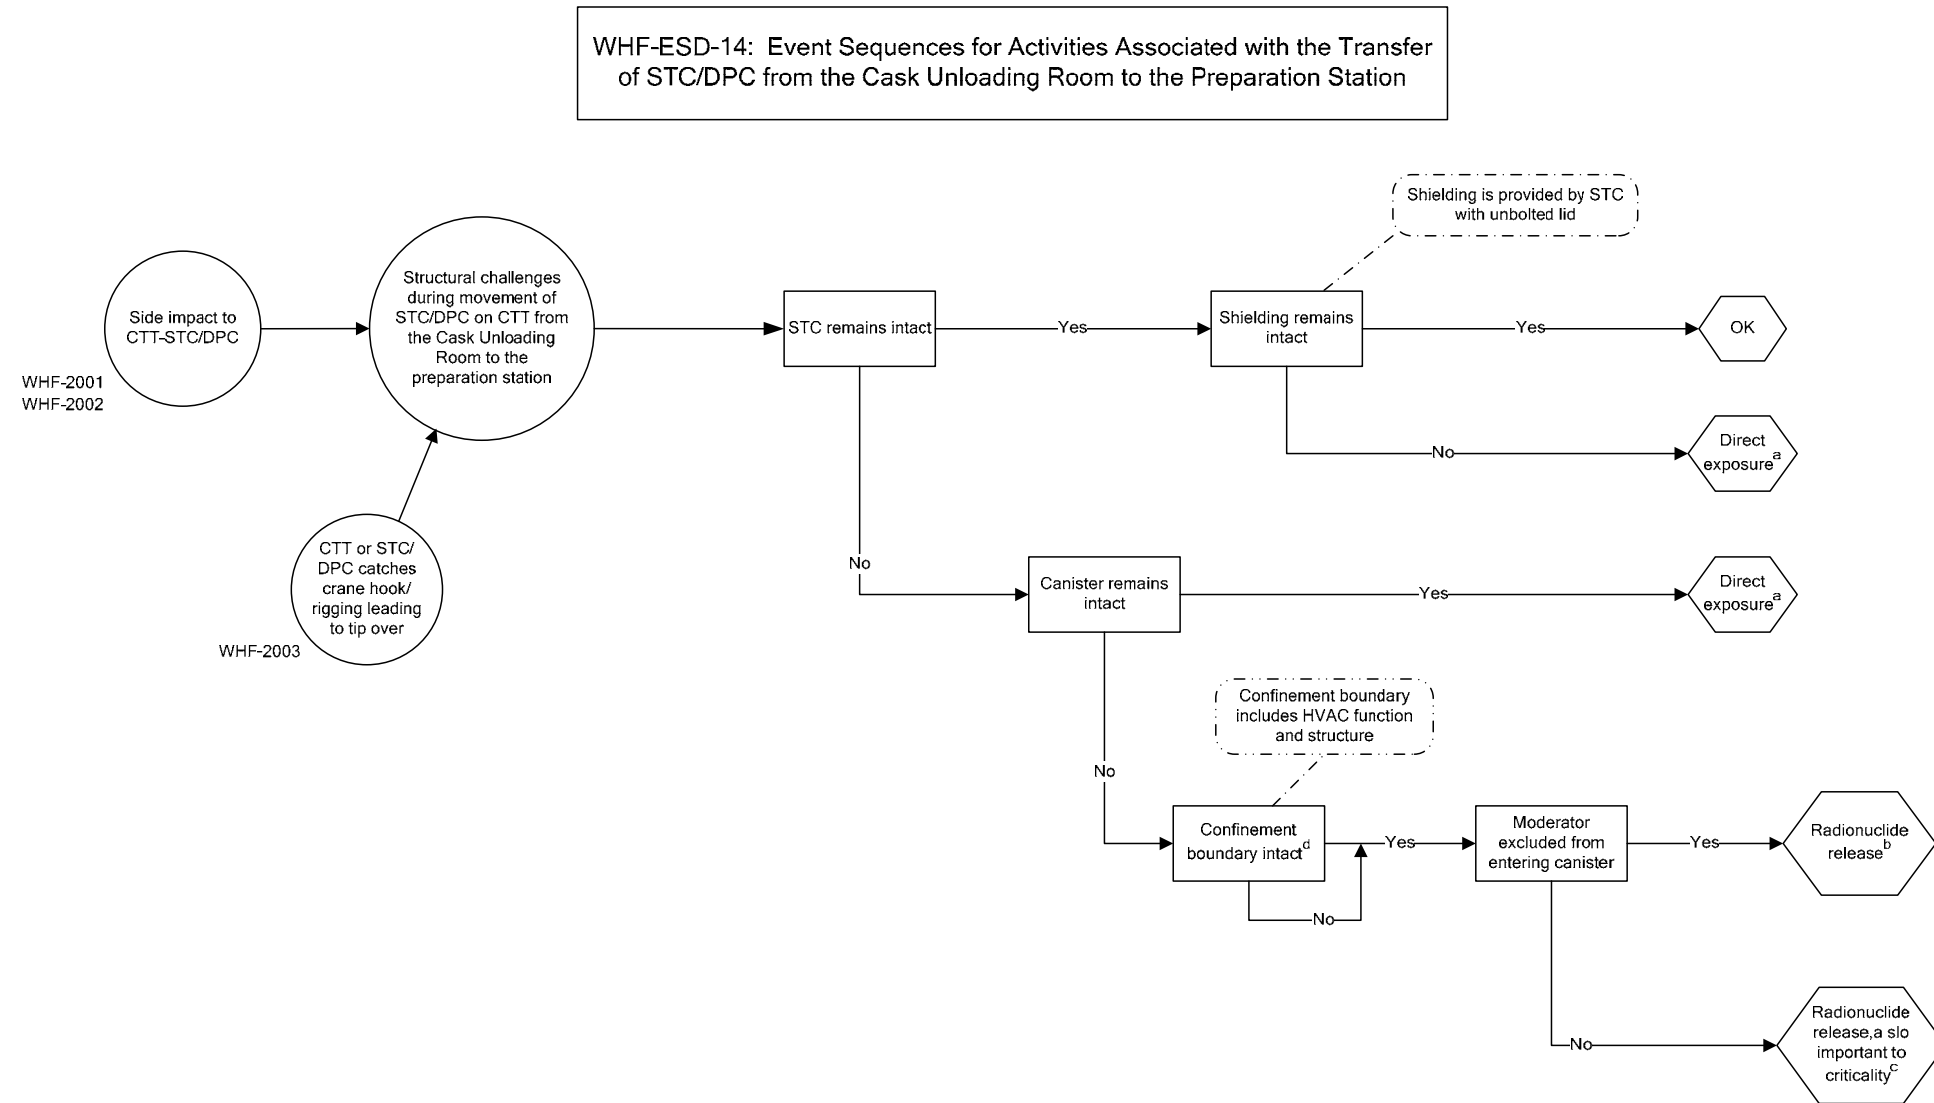 WHF-ESD-14: Event Sequences for Activities Associated with the Transfer
of STC/DPC from the Cask Unloading Room to the Preparation Station
Shielding is provided by STC
with unbolted lid
Side impact to
CTT-STC/DPC
WHF-2001
WHF-2002
Structural challenges
during movement of
STC/DPC on CTT from
the Cask Unloading
Room to the
preparation station
STC remains intact
Yes
Shielding remains
intact
Yes
OK
No
Direct
exposureᵃ
CTT or STC/
DPC catches
crane hook/
rigging leading
to tip over
WHF-2003
No
Canister remains
intact
Yes
Direct
exposureᵃ
Confinement boundary
includes HVAC function
and structure
No
Confinement
boundary intactᵈ
Yes
No
Moderator
excluded from
entering canister
Yes
Radionuclide
releaseᵇ
No
Radionuclide
release,a slo
important to
criticalityᶜ